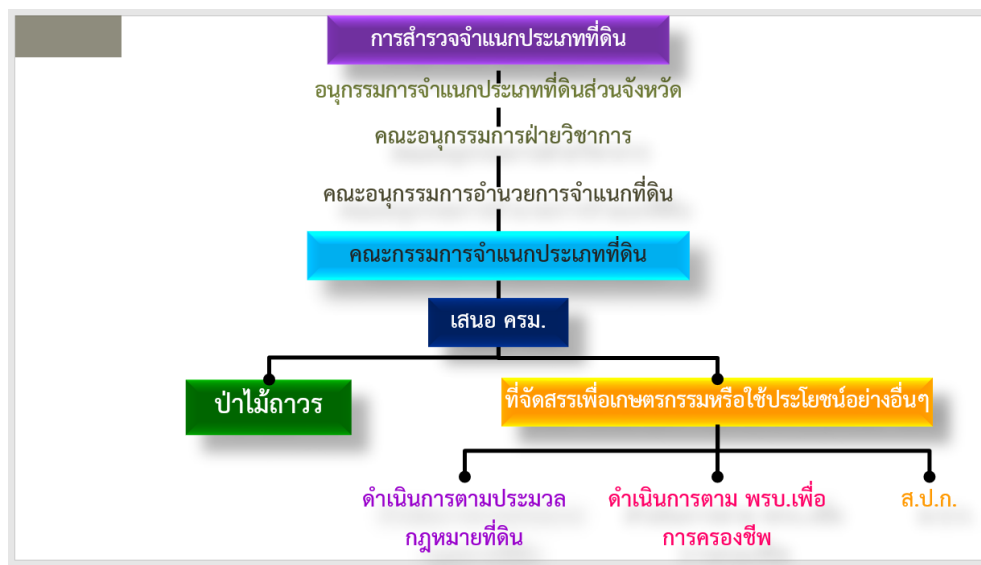 การสำรวจจำแนกประเภทที่ดิน
อนุกรรมการจำแนกประเภทที่ดินส่วนจังหวัด
คณะอนุกรรมการฝ่ายวิชาการ
คณะอนุกรรมการอำนวยการจำแนกที่ดิน
คณะกรรมการจำแนกประเภทที่ดิน
เสนอ ครม.
ป่าไม้ถาวร
ที่จัดสรรเพื่อเกษตรกรรมหรือใช้ประโยชน์อย่างอื่นๆ
ดำเนินการตามประมวล
กฎหมายที่ดิน
ดำเนินการตาม พรบ.เพื่อ
การครองชีพ
ส.ป.ก.